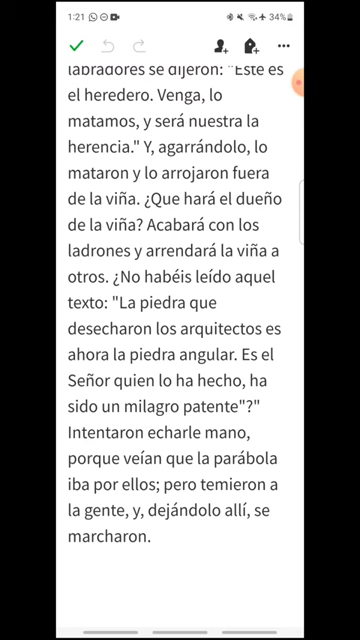 1:21
34%
labradores se dijeron: "Este es
el heredero. Venga, lo
matamos, y será nuestra la
herencia." Y, agarrándolo, lo
mataron y lo arrojaron fuera
de la viña. ¿Que hará el dueño
de la viña? Acabará con los
ladrones y arrendará la viña a
otros. ¿No habéis leído aquel
texto: "La piedra que
desecharon los arquitectos es
ahora la piedra angular. Es el
Señor quien lo ha hecho, ha
sido un milagro patente"?"
Intentaron echarle mano,
porque veían que la parábola
iba por ellos; pero temieron a
la gente, y, dejándolo allí, se
marcharon.